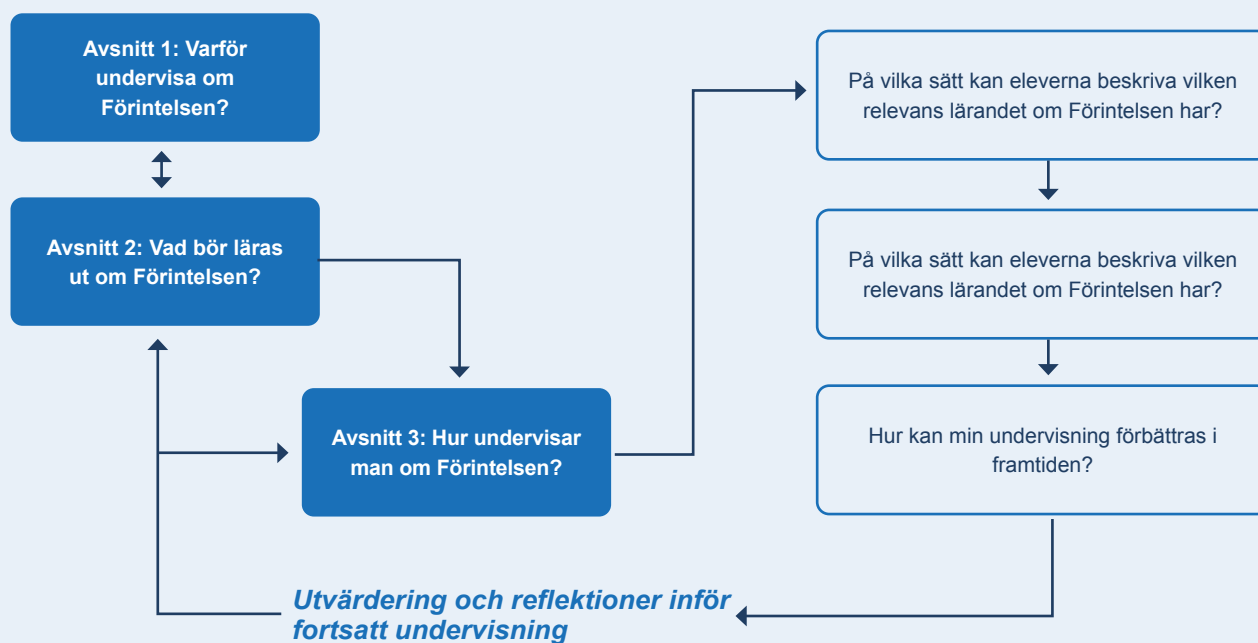 Avsnitt 1: Varför
undervisa om
Förintelsen?
Avsnitt 2: Vad bör läras
ut om Förintelsen?
Avsnitt 3: Hur undervisar
man om Förintelsen?
På vilka sätt kan eleverna beskriva vilken
relevans lärandet om Förintelsen har?
På vilka sätt kan eleverna beskriva vilken
relevans lärandet om Förintelsen har?
Hur kan min undervisning förbättras i
framtiden?
Utvärdering och reflektioner inför
fortsatt undervisning